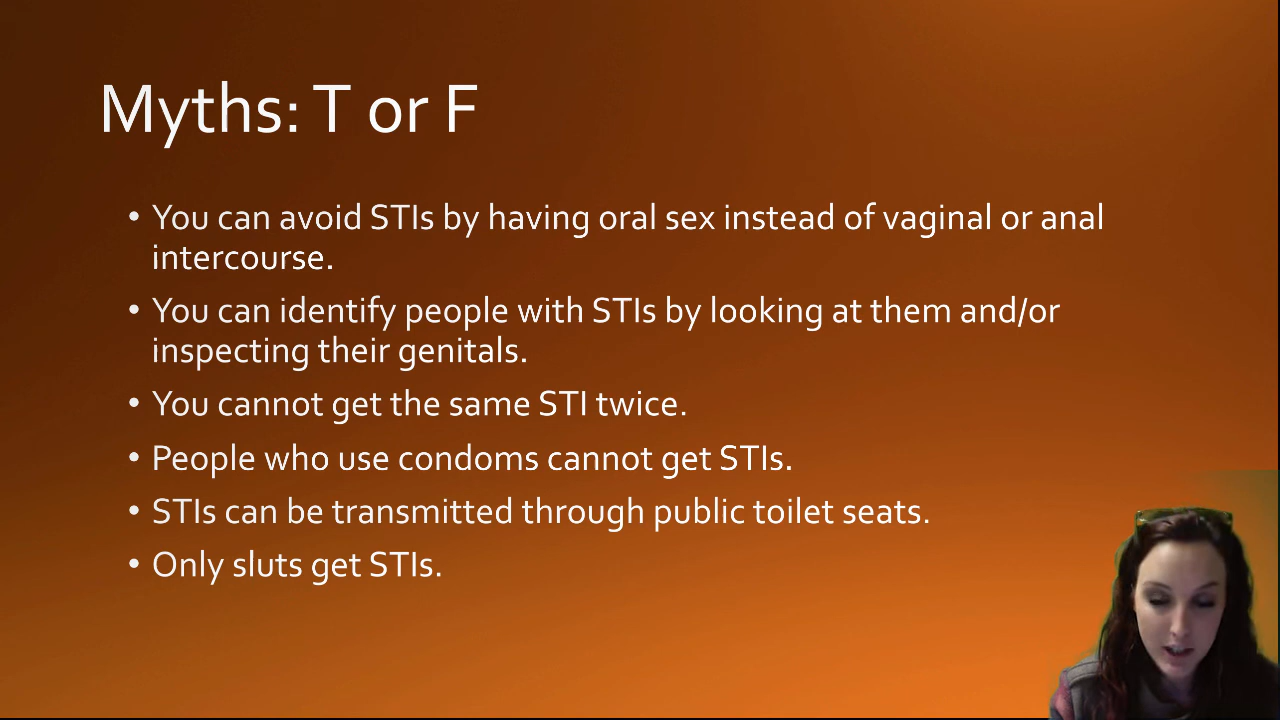 Myths: T or F
• You can avoid STIs by having oral sex instead of vaginal or anal
intercourse.
• You can identify people with STIs by looking at them and/or
inspecting their genitals.
• You cannot get the same STI twice.
• People who use condoms cannot get STIs.
• STIs can be transmitted through public toilet seats.
• Only sluts get STIs.